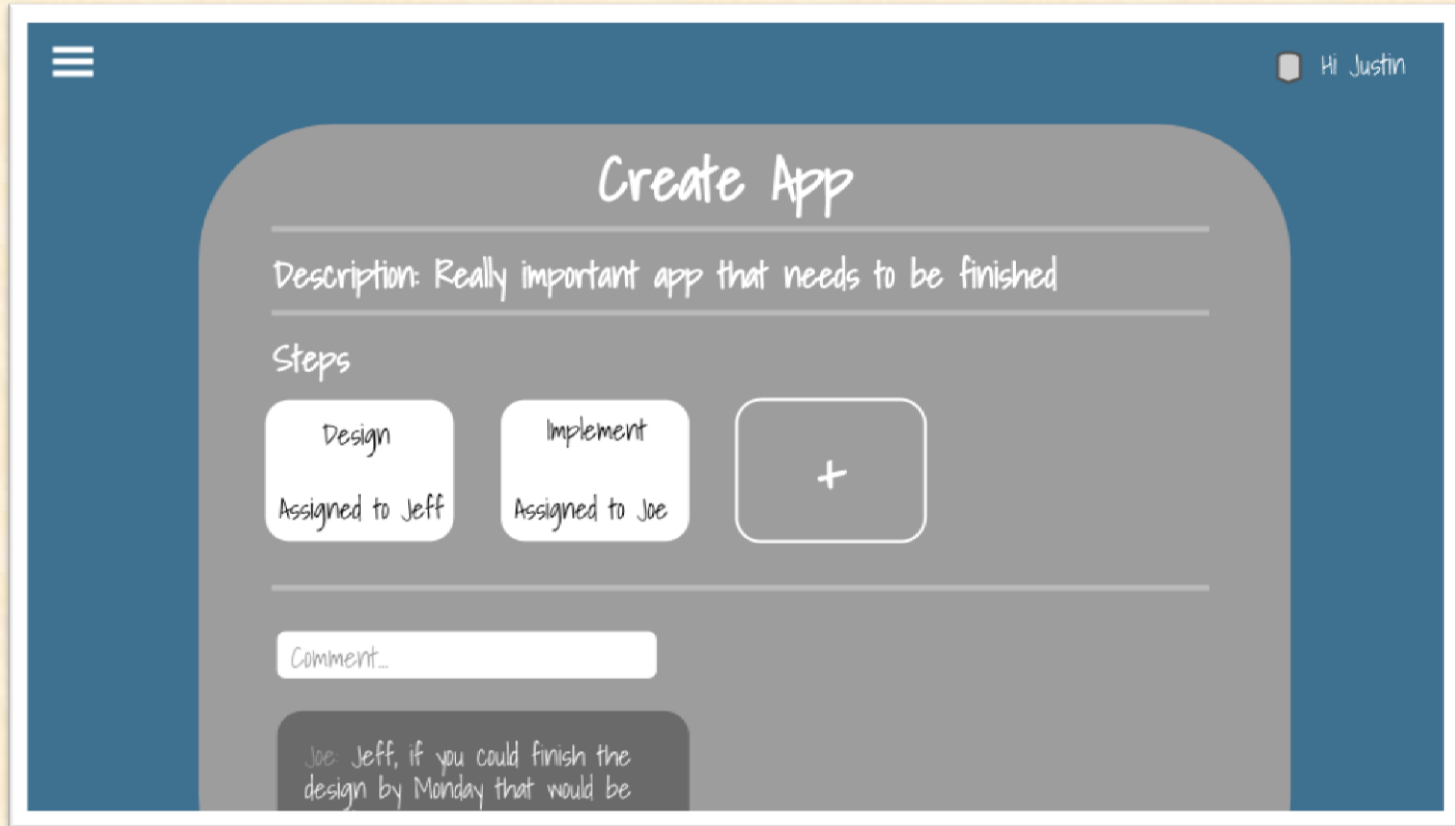 Hi Justin
Create App
Description: Really important app that needs to be finished
Steps
Design
Assigned to Jeff
Implement
Assigned to Joe
+
Comment...
Joe: Jeff, if you could finish the
design by Monday that would be